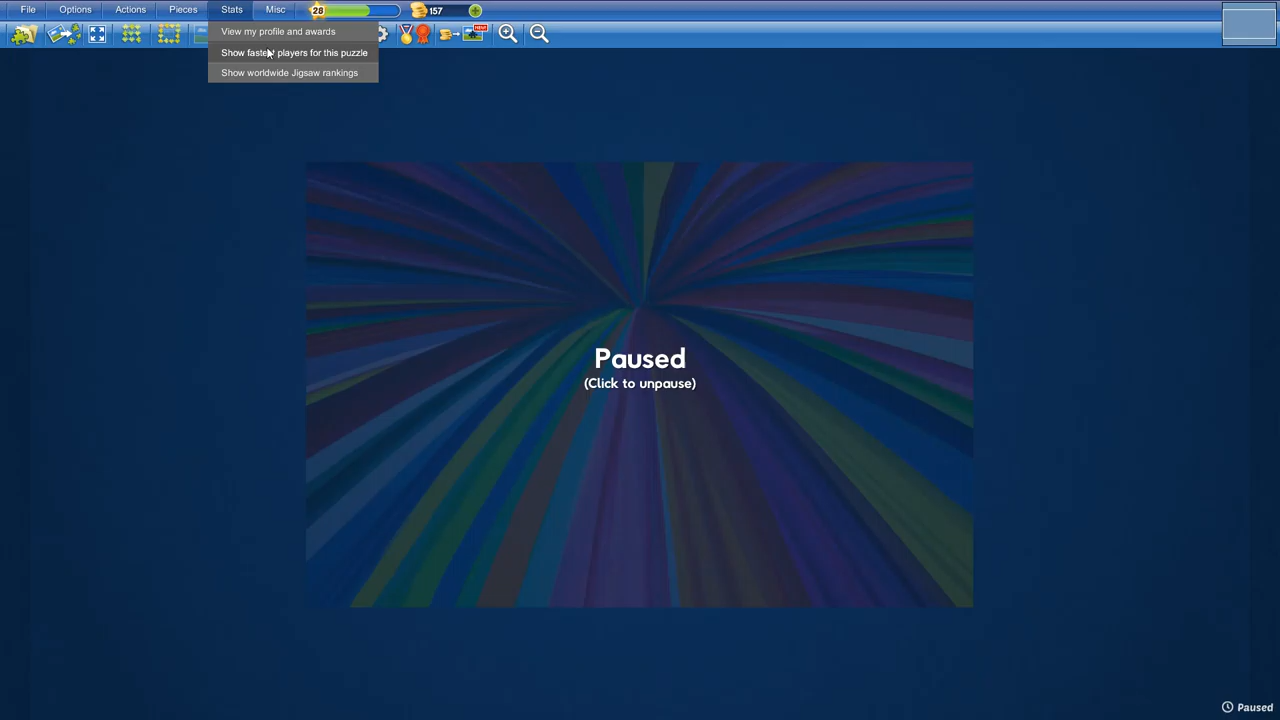 File Options Actions Pieces Stats Misc 28 157
NEW
View my profile and awards
Show fastest players for this puzzle
Show worldwide Jigsaw rankings
Paused
(Click to unpause)
Paused